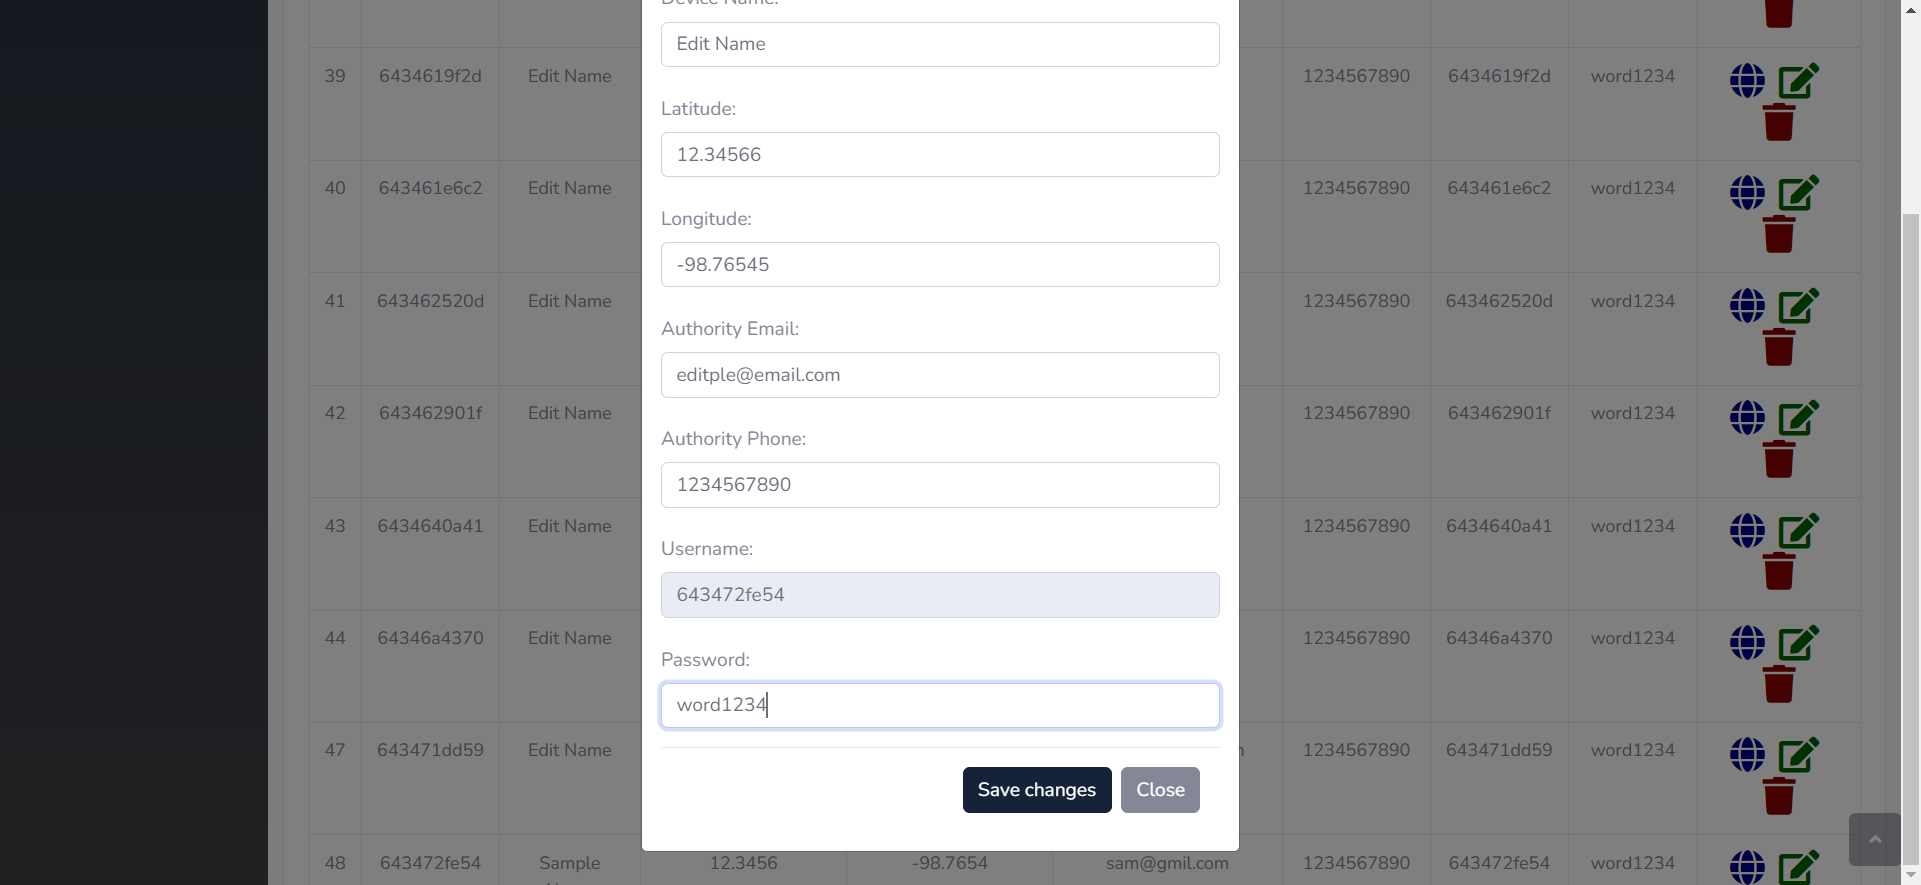 Device Name:
Edit Name
Latitude:
12.34566
Longitude:
-98.76545
Authority Email:
editple@email.com
Authority Phone:
1234567890
Username:
643472fe54
Password:
word1234
Save changes Close
39 6434619f2d Edit Name 1234567890 6434619f2d word1234
40 643461e6c2 Edit Name 1234567890 643461e6c2 word1234
41 643462520d Edit Name 1234567890 643462520d word1234
42 643462901f Edit Name 1234567890 643462901f word1234
43 6434640a41 Edit Name 1234567890 6434640a41 word1234
44 64346a4370 Edit Name 1234567890 64346a4370 word1234
47 643471dd59 Edit Name 1234567890 643471dd59 word1234
48 643472fe54 Sample 12.3456 -98.7654 sam@gmil.com 1234567890 643472fe54 word1234